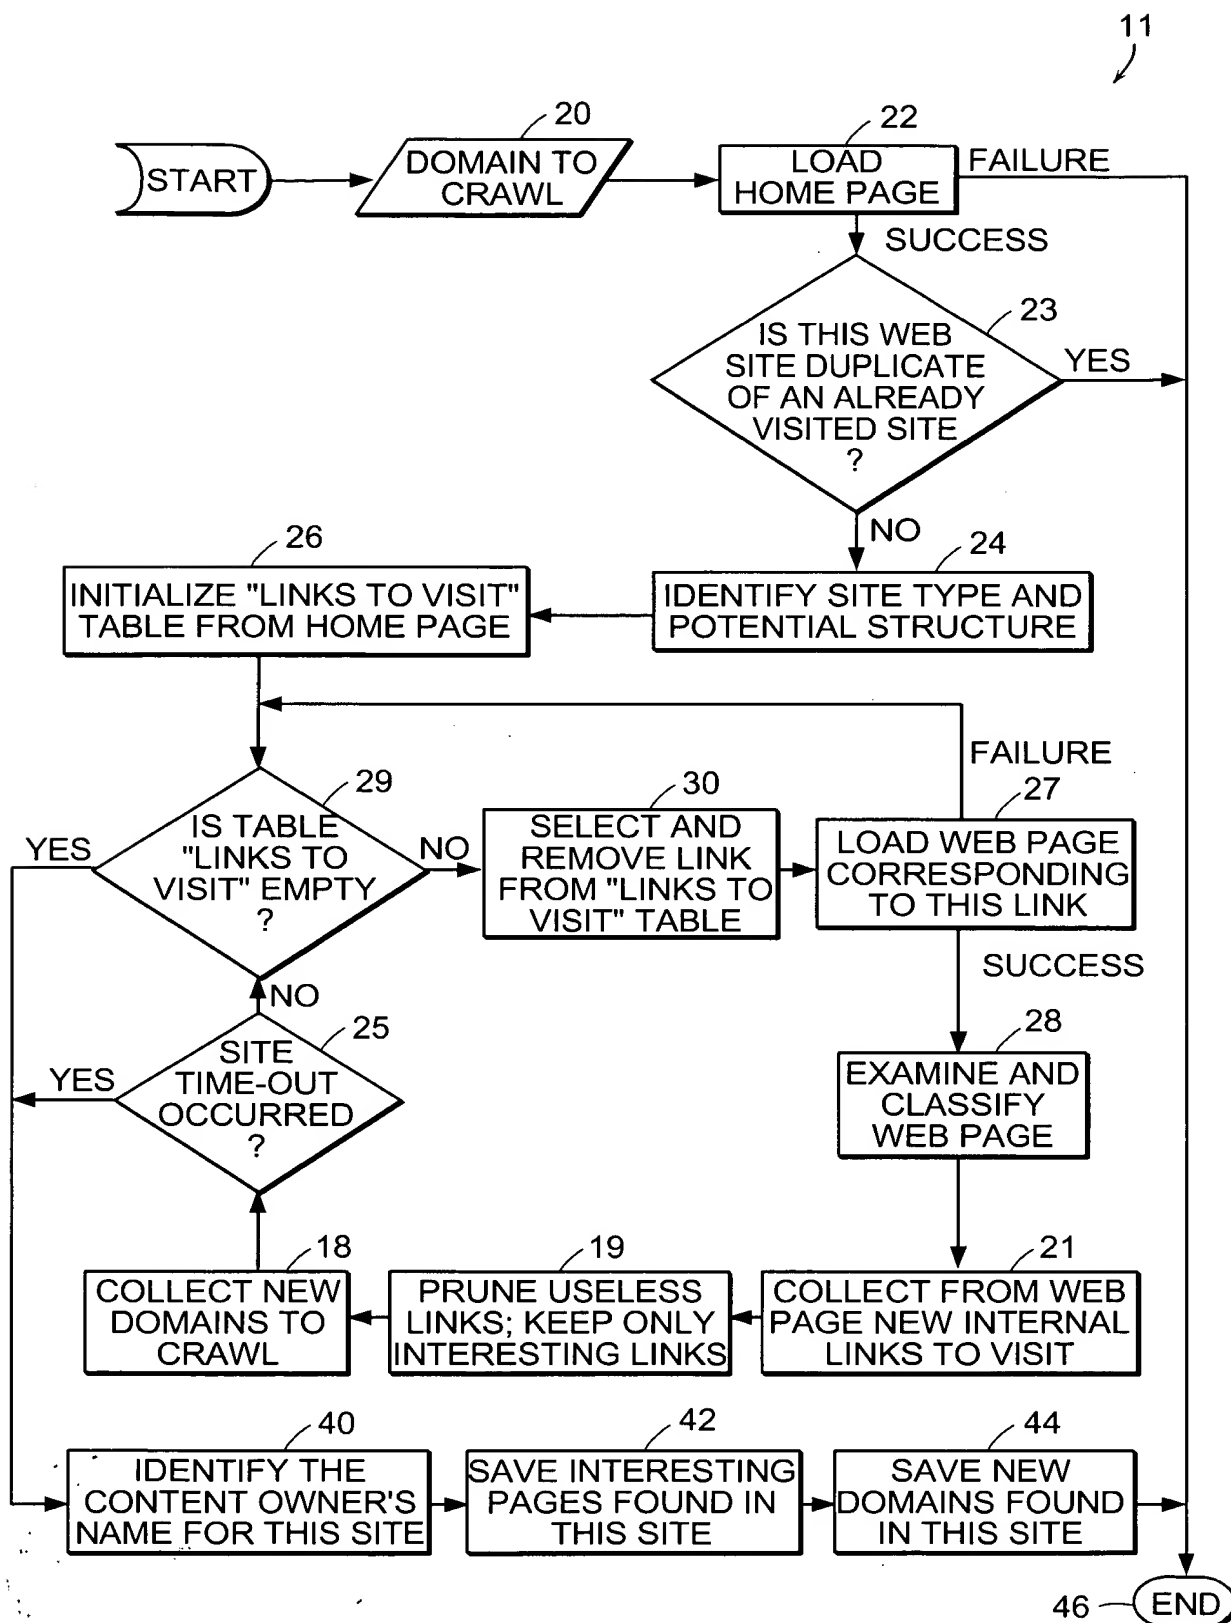 11
START
20
DOMAIN TO
CRAWL
22
LOAD
HOME PAGE
FAILURE
SUCCESS
23
IS THIS WEB
SITE DUPLICATE
OF AN ALREADY
VISITED SITE
?
YES
NO
24
IDENTIFY SITE TYPE AND
POTENTIAL STRUCTURE
26
INITIALIZE "LINKS TO VISIT"
TABLE FROM HOME PAGE
29
IS TABLE
"LINKS TO
VISIT" EMPTY
?
YES
NO
30
SELECT AND
REMOVE LINK
FROM "LINKS TO
VISIT" TABLE
FAILURE
27
LOAD WEB PAGE
CORRESPONDING
TO THIS LINK
SUCCESS
28
EXAMINE AND
CLASSIFY
WEB PAGE
21
COLLECT FROM WEB
PAGE NEW INTERNAL
LINKS TO VISIT
19
PRUNE USELESS
LINKS; KEEP ONLY
INTERESTING LINKS
18
COLLECT NEW
DOMAINS TO
CRAWL
25
SITE
TIME-OUT
OCCURRED
?
NO
YES
40
IDENTIFY THE
CONTENT OWNER'S
NAME FOR THIS SITE
42
SAVE INTERESTING
PAGES FOUND IN
THIS SITE
44
SAVE NEW
DOMAINS FOUND
IN THIS SITE
46
END